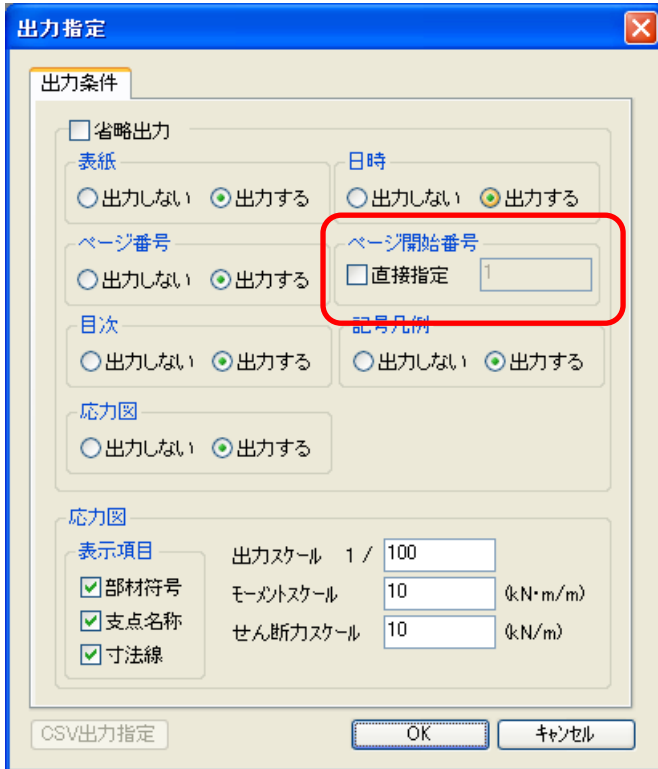 出力指定
出力条件
省略出力
表紙 日時
出力しない 出力する 出力しない 出力する
ページ番号 ページ開始番号
出力しない 出力する 直接指定 1
目次 記号凡例
出力しない 出力する 出力しない 出力する
応力図
出力しない 出力する
応力図
表示項目 出力スケール 1 / 100
部材符号 モーメントスケール 10 (kN・m/m)
支点名称 せん断力スケール 10 (kN/m)
寸法線
CSV出力指定 OK キャンセル